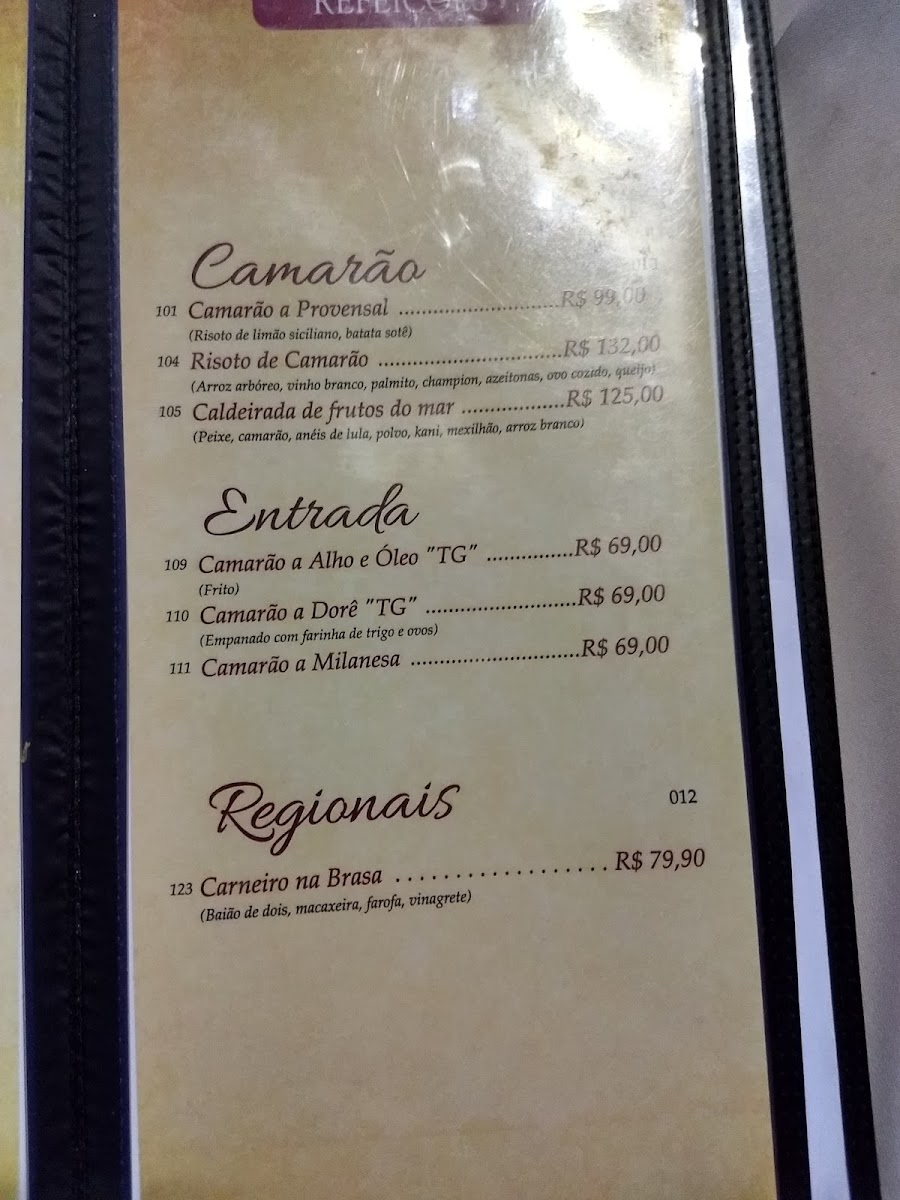 REFEIÇÕES
Camarão
101 Camarão a Provensal ............................R$ 99,00
(Risoto de limão siciliano, batata sotê)
104 Risoto de Camarão ................................R$ 132,00
(Arroz arbóreo, vinho branco, palmito, champion, azeitonas, ovo cozido, queijo)
105 Caldeirada de frutos do mar ..................R$ 125,00
(Peixe, camarão, anéis de lula, polvo, kani, mexilhão, arroz branco)
Entrada
109 Camarão a Alho e Óleo "TG" ...............R$ 69,00
(Frito)
110 Camarão a Dorê "TG" ..........................R$ 69,00
(Empanado com farinha de trigo e ovos)
111 Camarão a Milanesa .............................R$ 69,00
Regionais 012
123 Carneiro na Brasa . . . . . . . . . . . . . . . . . . . R$ 79,90
(Baião de dois, macaxeira, farofa, vinagrete)